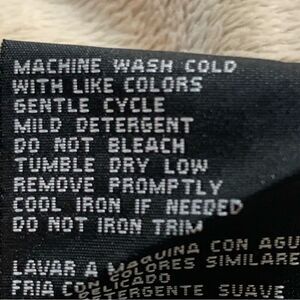 MACHINE WASH COLD
WITH LIKE COLORS
GENTLE CYCLE
MILD DETERGENT
DO NOT BLEACH
TUMBLE DRY LOW
REMOVE PROMPTLY
COOL IRON IF NEEDED
DO NOT IRON TRIM
LAVAR A MAQUINA CON AGU
FRIA CON COLORES SIMILARE
DELICADO
DETERGENTE SUAVE